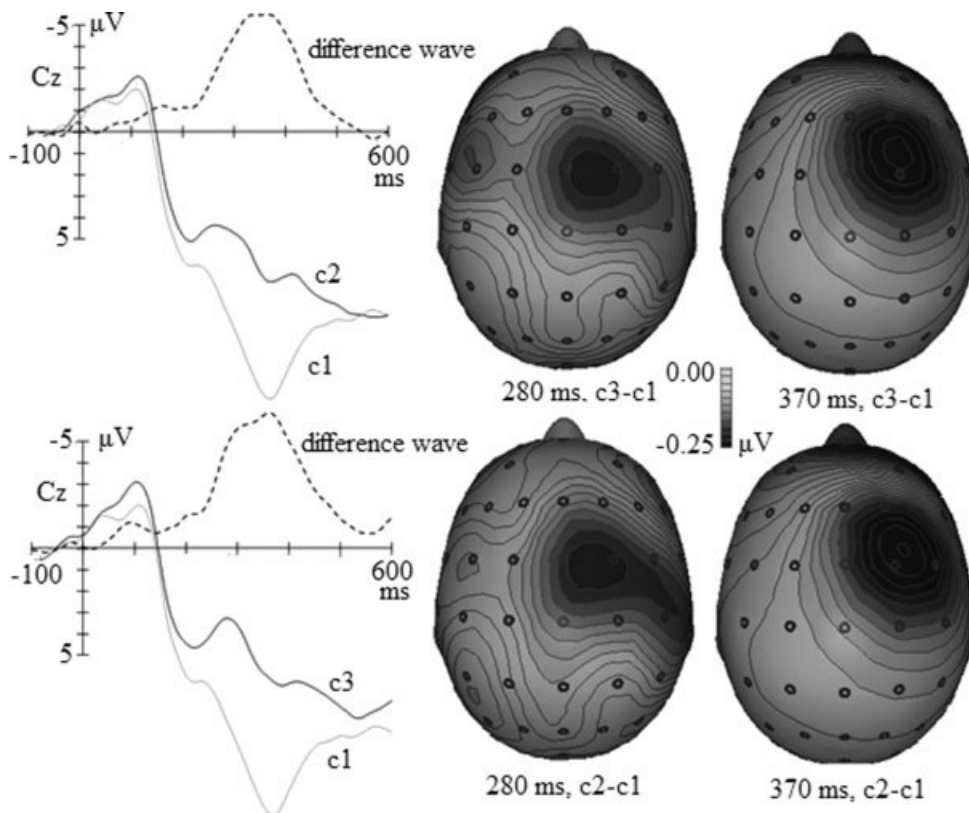 -5 µV
difference wave
Cz
-100
600
ms
5
c2
c1
280 ms, c3-c1
0.00
-0.25 µV
370 ms, c3-c1
-5 µV
difference wave
Cz
-100
600
ms
5
c3
c1
280 ms, c2-c1
370 ms, c2-c1